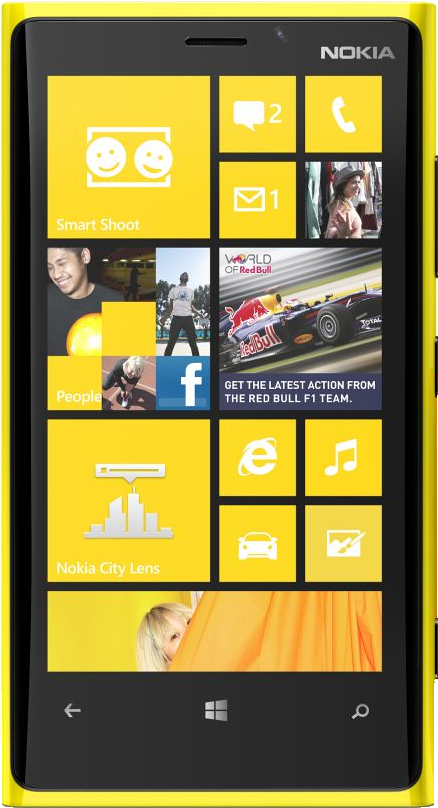 NOKIA
2
Smart Shoot
1
People
f
WORLD
OF Red Bull
Red Bull
TOTAL
GET THE LATEST ACTION FROM
THE RED BULL F1 TEAM.
Nokia City Lens